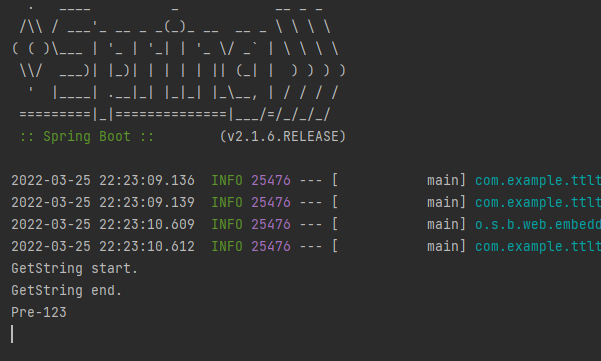 .   ____          _            __ _ _
 /\\ / ___'_ __ _ _(_)_ __  __ _ \ \ \ \
( ( )\___ | '_ | '_| | '_ \/ _` | \ \ \ \
 \\/  ___)| |_)| | | | | || (_| |  ) ) ) )
  '  |____| .__|_| |_|_| |_\__, | / / / /
 =========|_|==============|___/=/_/_/_/
 :: Spring Boot ::        (v2.1.6.RELEASE)
2022-03-25 22:23:09.136  INFO 25476 --- [           main] com.example.ttlt
2022-03-25 22:23:09.139  INFO 25476 --- [           main] com.example.ttlt
2022-03-25 22:23:10.609  INFO 25476 --- [           main] o.s.b.web.embedd
2022-03-25 22:23:10.612  INFO 25476 --- [           main] com.example.ttlt
GetString start.
GetString end.
Pre-123